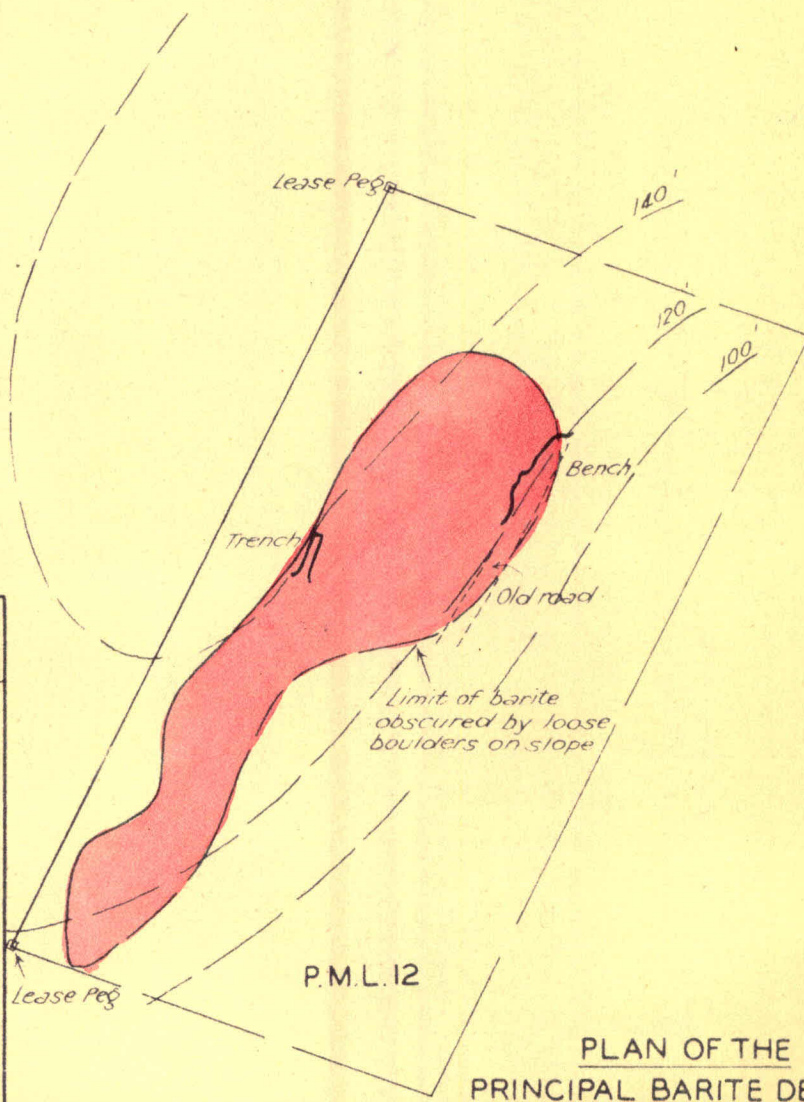 Lease Peg
140'
120'
100'
Bench
Trench
Old road
Limit of barite
obscured by loose
boulders on slope
P.M.L.12
Lease Peg
PLAN OF THE
PRINCIPAL BARITE DE